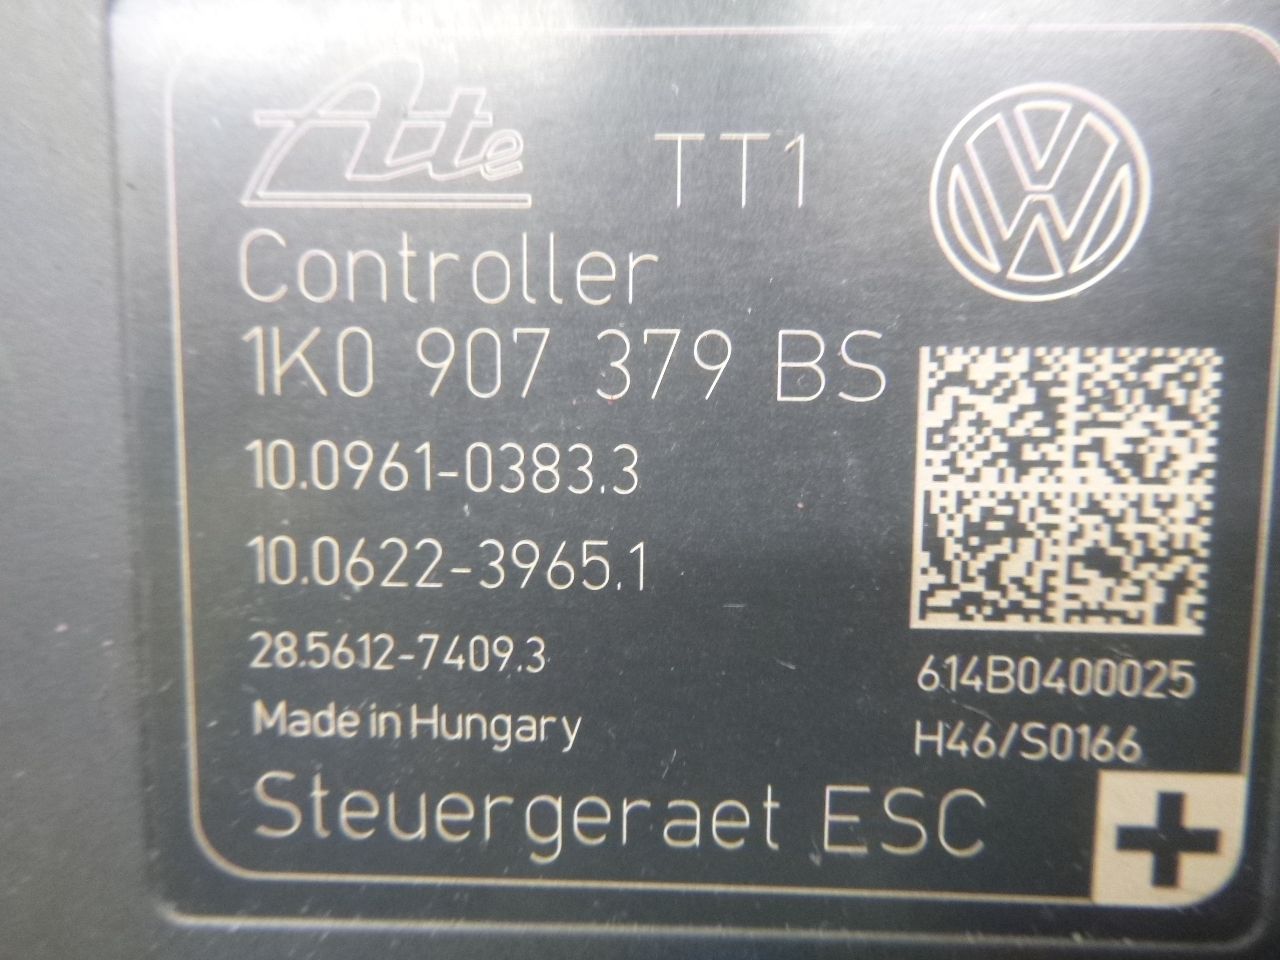 Ate TT1
Controller
1K0 907 379 BS
10.0961-0383.3
10.0622-3965.1
28.5612-7409.3
614B0400025
Made in Hungary
H46/S0166
Steuergeraet ESC